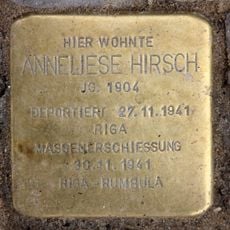 HIER WOHNTE
ANNELIESE HIRSCH
JG. 1904
DEPORTIERT 27.11.1941
RIGA
MASSENERSCHIESSUNG
30.11.1941
RIGA-RUMBULA